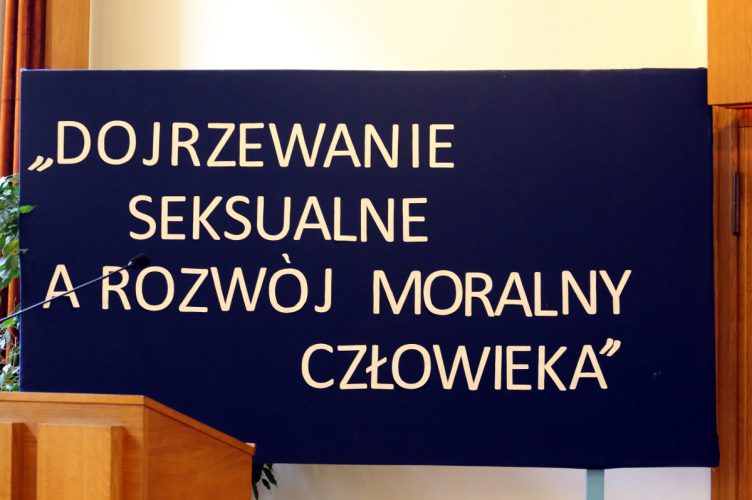 „DOJRZEWANIE
SEKSUALNE
A ROZWÒJ MORALNY
CZŁOWIEKA”